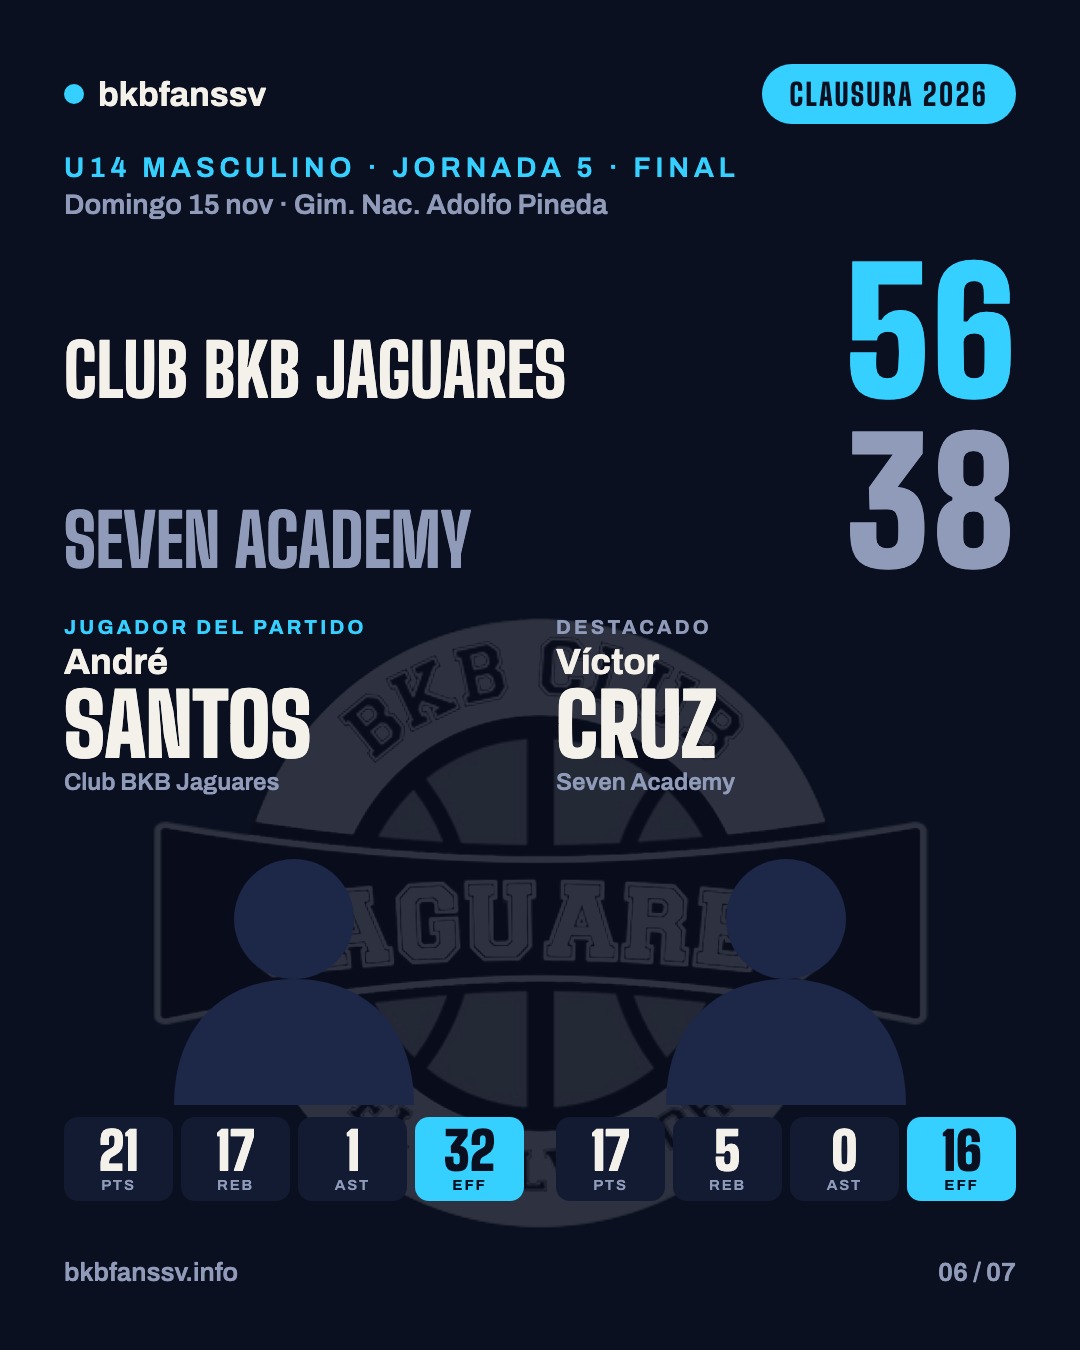 bkbfanssv
CLAUSURA 2026
U14 MASCULINO · JORNADA 5 · FINAL
Domingo 15 nov · Gim. Nac. Adolfo Pineda
CLUB BKB JAGUARES 56
SEVEN ACADEMY 38
JUGADOR DEL PARTIDO
André
SANTOS
Club BKB Jaguares
DESTACADO
Víctor
CRUZ
Seven Academy
BKB CLUB
21 PTS
17 REB
1 AST
32 EFF
17 PTS
5 REB
0 AST
16 EFF
bkbfanssv.info
06 / 07